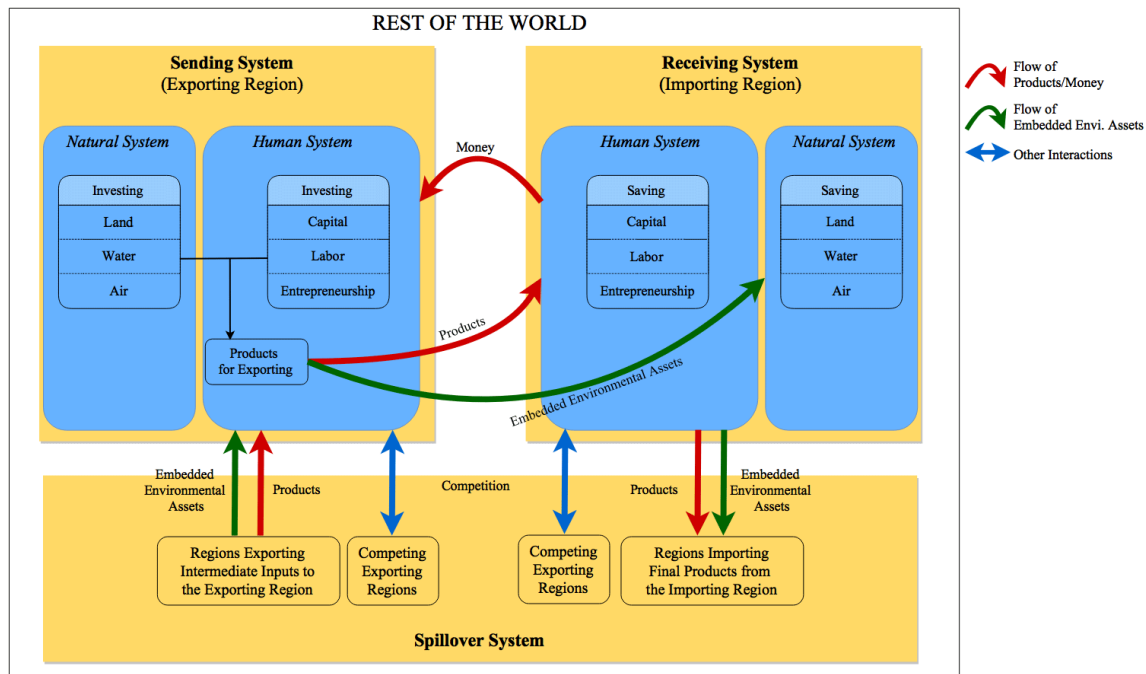 REST OF THE WORLD
Sending System
(Exporting Region)
Natural System
Investing
Land
Water
Air
Human System
Investing
Capital
Labor
Entrepreneurship
Products
for Exporting
Money
Products
Embedded Environmental Assets
Receiving System
(Importing Region)
Human System
Saving
Capital
Labor
Entrepreneurship
Natural System
Saving
Land
Water
Air
Flow of
Products/Money
Flow of
Embedded Envi. Assets
Other Interactions
Embedded
Environmental
Assets
Products
Competition
Products
Embedded
Environmental
Assets
Regions Exporting
Intermediate Inputs to
the Exporting Region
Competing
Exporting
Regions
Competing
Exporting
Regions
Regions Importing
Final Products from
the Importing Region
Spillover System